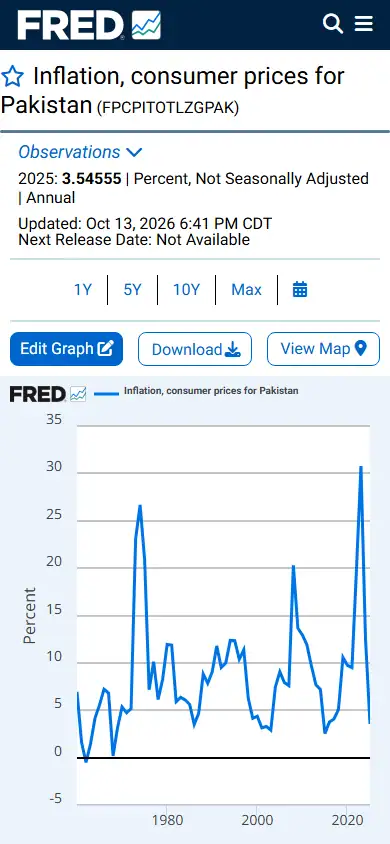 FRED
Inflation, consumer prices for
Pakistan (FPCPITOTLZGPAK)
Observations
2025: 3.54555 | Percent, Not Seasonally Adjusted
| Annual
Updated: Oct 13, 2026 6:41 PM CDT
Next Release Date: Not Available
1Y | 5Y | 10Y | Max |
Edit Graph Download View Map
FRED Inflation, consumer prices for Pakistan
35
30
25
20
15
10
5
0
-5
Percent
1980 2000 2020